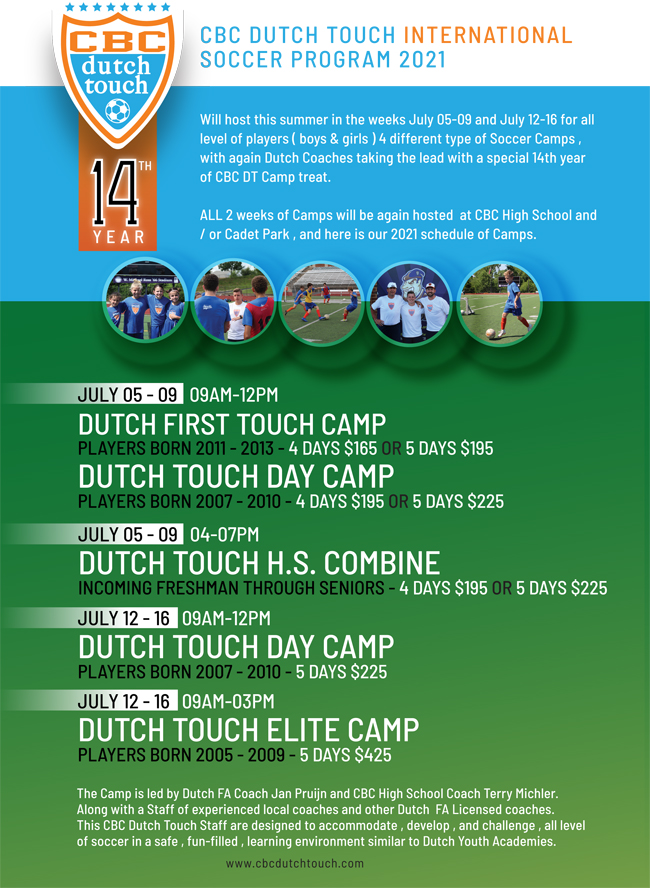 CBC
dutch
touch
14TH
YEAR
CBC DUTCH TOUCH INTERNATIONAL
SOCCER PROGRAM 2021
Will host this summer in the weeks July 05-09 and July 12-16 for all
level of players ( boys & girls ) 4 different type of Soccer Camps ,
with again Dutch Coaches taking the lead with a special 14th year
of CBC DT Camp treat.
ALL 2 weeks of Camps will be again hosted at CBC High School and
/ or Cadet Park , and here is our 2021 schedule of Camps.
JULY 05 - 09 09AM-12PM
DUTCH FIRST TOUCH CAMP
PLAYERS BORN 2011 - 2013 - 4 DAYS $165 OR 5 DAYS $195
DUTCH TOUCH DAY CAMP
PLAYERS BORN 2007 - 2010 - 4 DAYS $195 OR 5 DAYS $225
JULY 05 - 09 04-07PM
DUTCH TOUCH H.S. COMBINE
INCOMING FRESHMAN THROUGH SENIORS - 4 DAYS $195 OR 5 DAYS $225
JULY 12 - 16 09AM-12PM
DUTCH TOUCH DAY CAMP
PLAYERS BORN 2007 - 2010 - 5 DAYS $225
JULY 12 - 16 09AM-03PM
DUTCH TOUCH ELITE CAMP
PLAYERS BORN 2005 - 2009 - 5 DAYS $425
The Camp is led by Dutch FA Coach Jan Pruijn and CBC High School Coach Terry Michler.
Along with a Staff of experienced local coaches and other Dutch FA Licensed coaches.
This CBC Dutch Touch Staff are designed to accommodate , develop , and challenge , all level
of soccer in a safe , fun-filled , learning environment similar to Dutch Youth Academies.
www.cbcdutchtouch.com